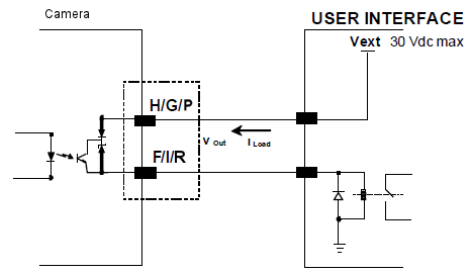 Camera
USER INTERFACE
Vext 30 Vdc max
H/G/P
V Out
I Load
F/I/R